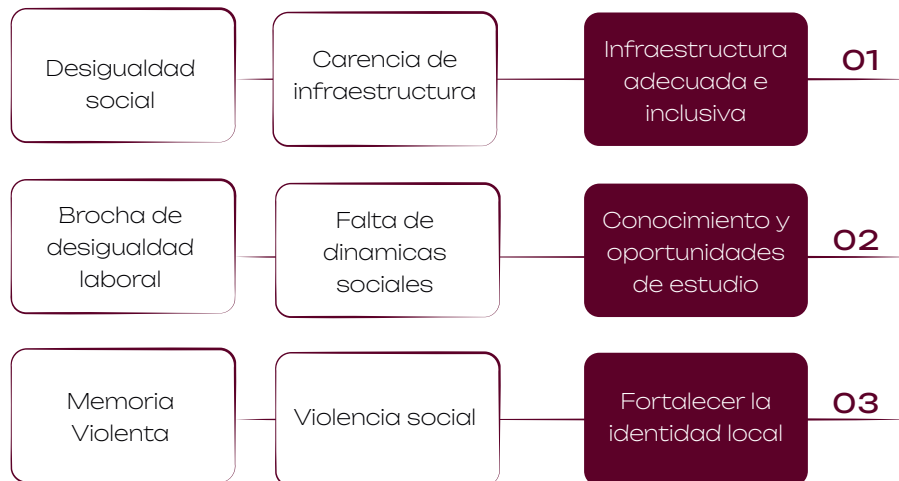 Desigualdad
social
Carencia de
infraestructura
Infraestructura
adecuada e
inclusiva
01
Brocha de
desigualdad
laboral
Falta de
dinamicas
sociales
Conocimiento y
oportunidades
de estudio
02
Memoria
Violenta
Violencia social
Fortalecer la
identidad local
03